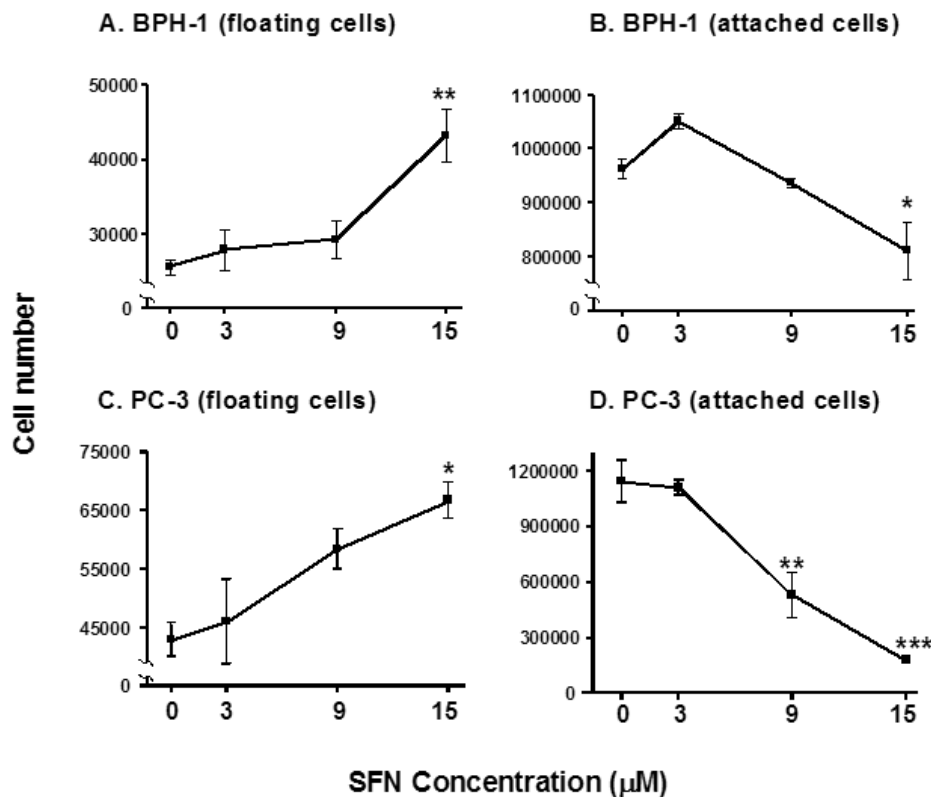 A. BPH-1 (floating cells)
50000
40000
30000
0
**
0 3 9 15
B. BPH-1 (attached cells)
1100000
1000000
900000
800000
0
*
0 3 9 15
Cell number
C. PC-3 (floating cells)
75000
65000
55000
45000
0
*
0 3 9 15
D. PC-3 (attached cells)
1200000
900000
600000
300000
0
**
***
0 3 9 15
SFN Concentration (μM)